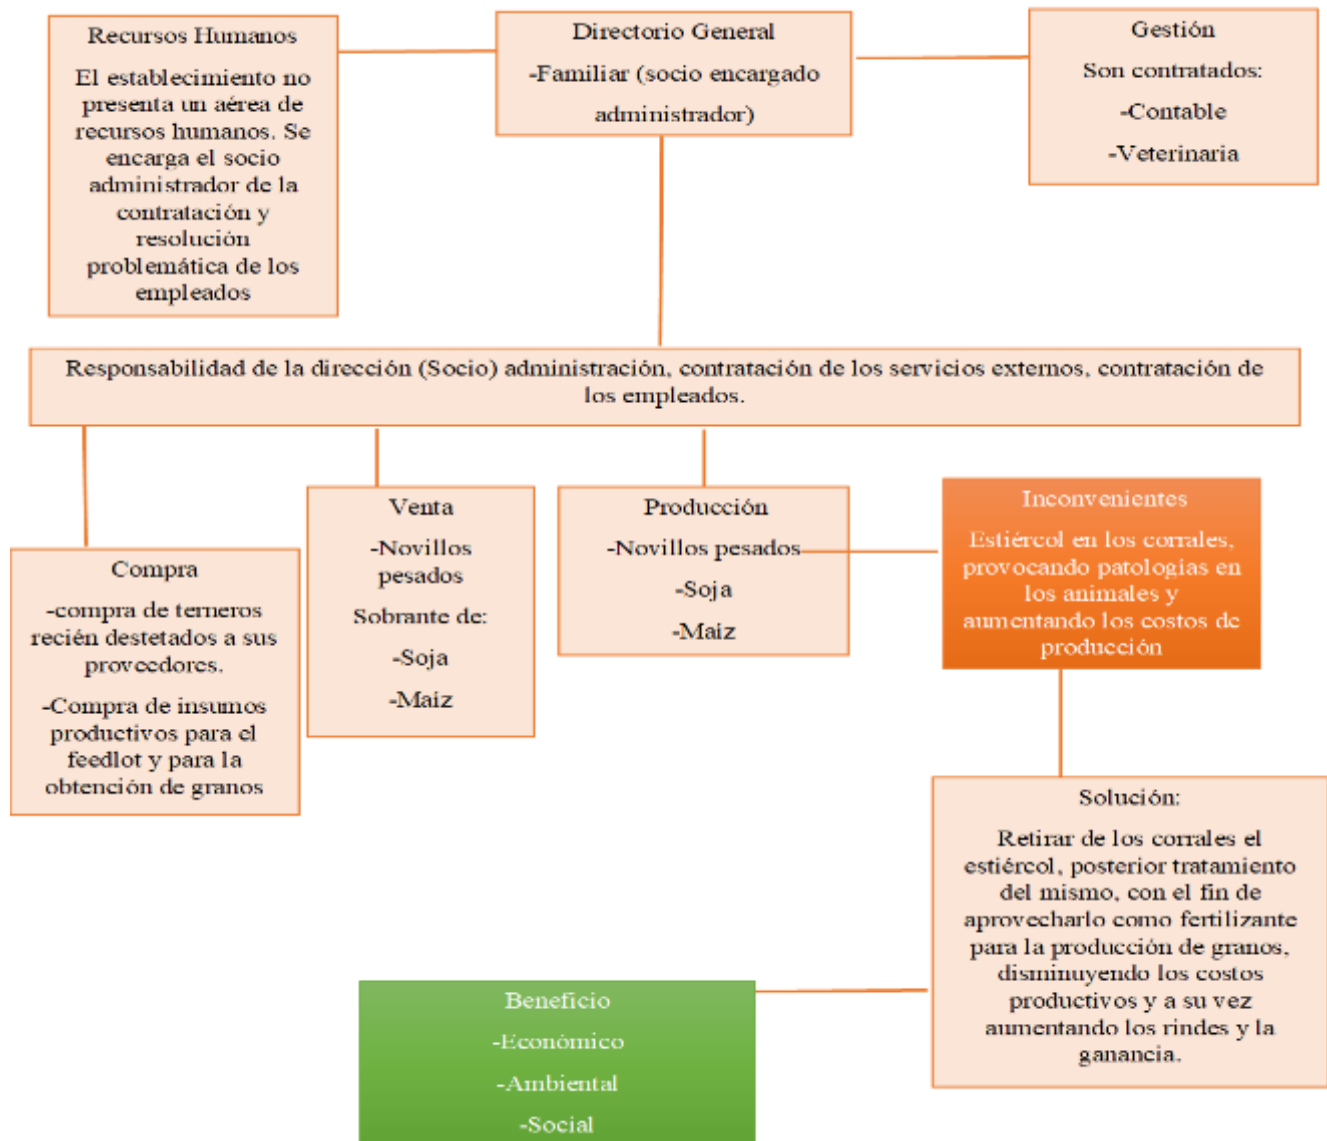 Recursos Humanos
El establecimiento no
presenta un aérea de
recursos humanos. Se
encarga el socio
administrador de la
contratación y
resolución
problemática de los
empleados
Directorio General
-Familiar (socio encargado
administrador)
Gestión
Son contratados:
-Contable
-Veterinaria
Responsabilidad de la dirección (Socio) administración, contratación de los servicios externos, contratación de
los empleados.
Compra
-compra de terneros
recién destetados a sus
proveedores.
-Compra de insumos
productivos para el
feedlot y para la
obtención de granos
Venta
-Novillos
pesados
Sobrante de:
-Soja
-Maíz
Producción
-Novillos pesados
-Soja
-Maíz
Inconvenientes
Estiércol en los corrales,
provocando patologías en
los animales y
aumentando los costos de
producción
Solución:
Retirar de los corrales el
estiércol, posterior tratamiento
del mismo, con el fin de
aprovecharlo como fertilizante
para la producción de granos,
disminuyendo los costos
productivos y a su vez
aumentando los rindes y la
ganancia.
Beneficio
-Económico
-Ambiental
-Social